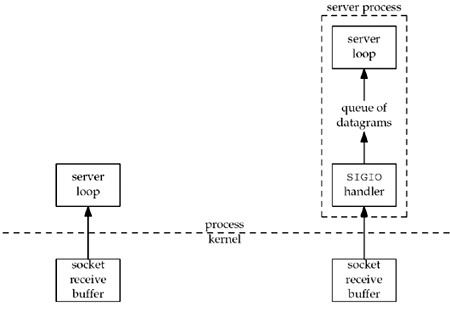 server process
server
loop
queue of
datagrams
server
loop
SIGIO
handler
process
kernel
socket
receive
buffer
socket
receive
buffer